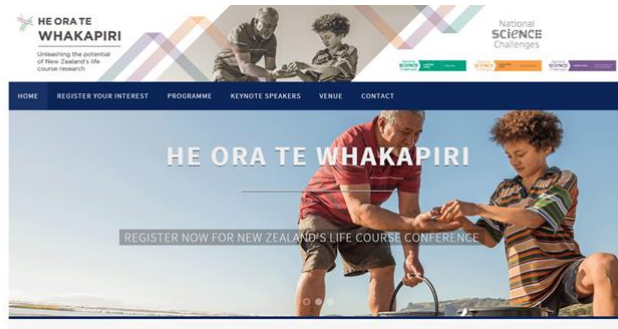 HE ORA TE
WHAKAPIRI
Unleashing the potential
of New Zealand's life
course research
National
SCIENCE
Challenges
HOME REGISTER YOUR INTEREST PROGRAMME KEYNOTE SPEAKERS VENUE CONTACT
HE ORA TE WHAKAPIRI
REGISTER NOW FOR NEW ZEALAND'S LIFE COURSE CONFERENCE